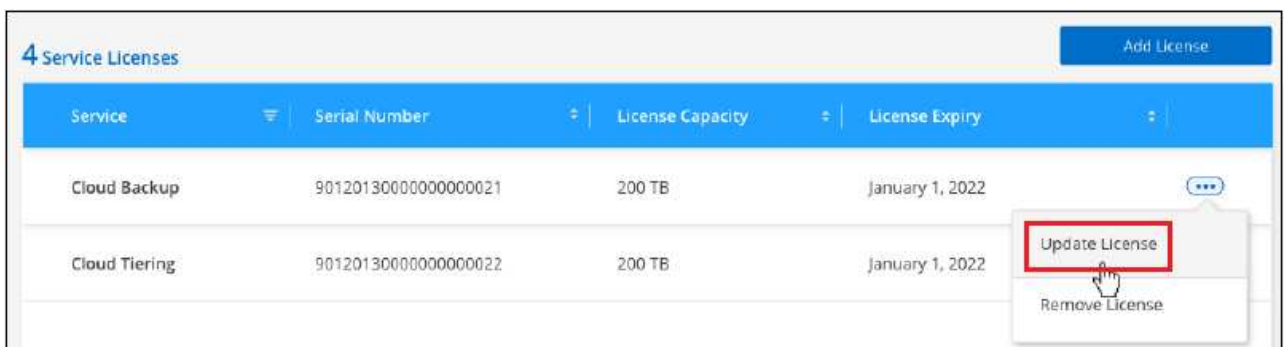 4 Service Licenses
Add License
Service Serial Number License Capacity License Expiry
Cloud Backup 90120130000000000021 200 TB January 1, 2022
Update License
Cloud Tiering 90120130000000000022 200 TB January 1, 2022
Remove License